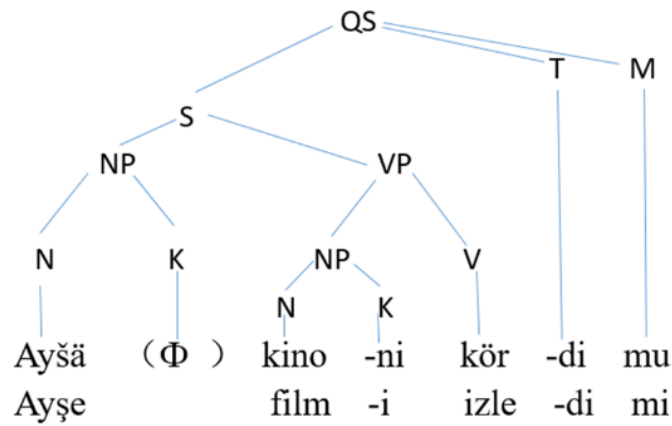 QS
T M
S
NP VP
N K NP V
N K
Ayšä （Φ ） kino -ni kör -di mu
Ayşe film -i izle -di mi